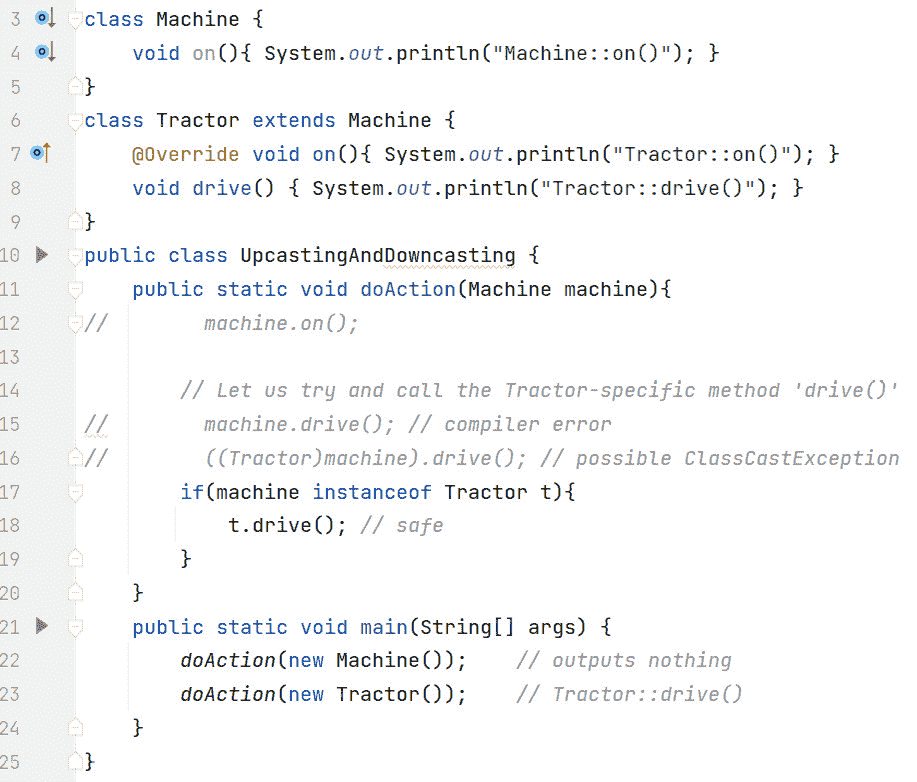 3 class Machine {
4     void on(){ System.out.println("Machine::on()"); }
5 }
6 class Tractor extends Machine {
7     @Override void on(){ System.out.println("Tractor::on()"); }
8     void drive() { System.out.println("Tractor::drive()"); }
9 }
10 public class UpcastingAndDowncasting {
11     public static void doAction(Machine machine){
12 //        machine.on();
13
14         // Let us try and call the Tractor-specific method 'drive()'
15 //        machine.drive(); // compiler error
16 //        ((Tractor)machine).drive(); // possible ClassCastException
17         if(machine instanceof Tractor t){
18             t.drive(); // safe
19         }
20     }
21     public static void main(String[] args) {
22         doAction(new Machine());    // outputs nothing
23         doAction(new Tractor());    // Tractor::drive()
24     }
25 }